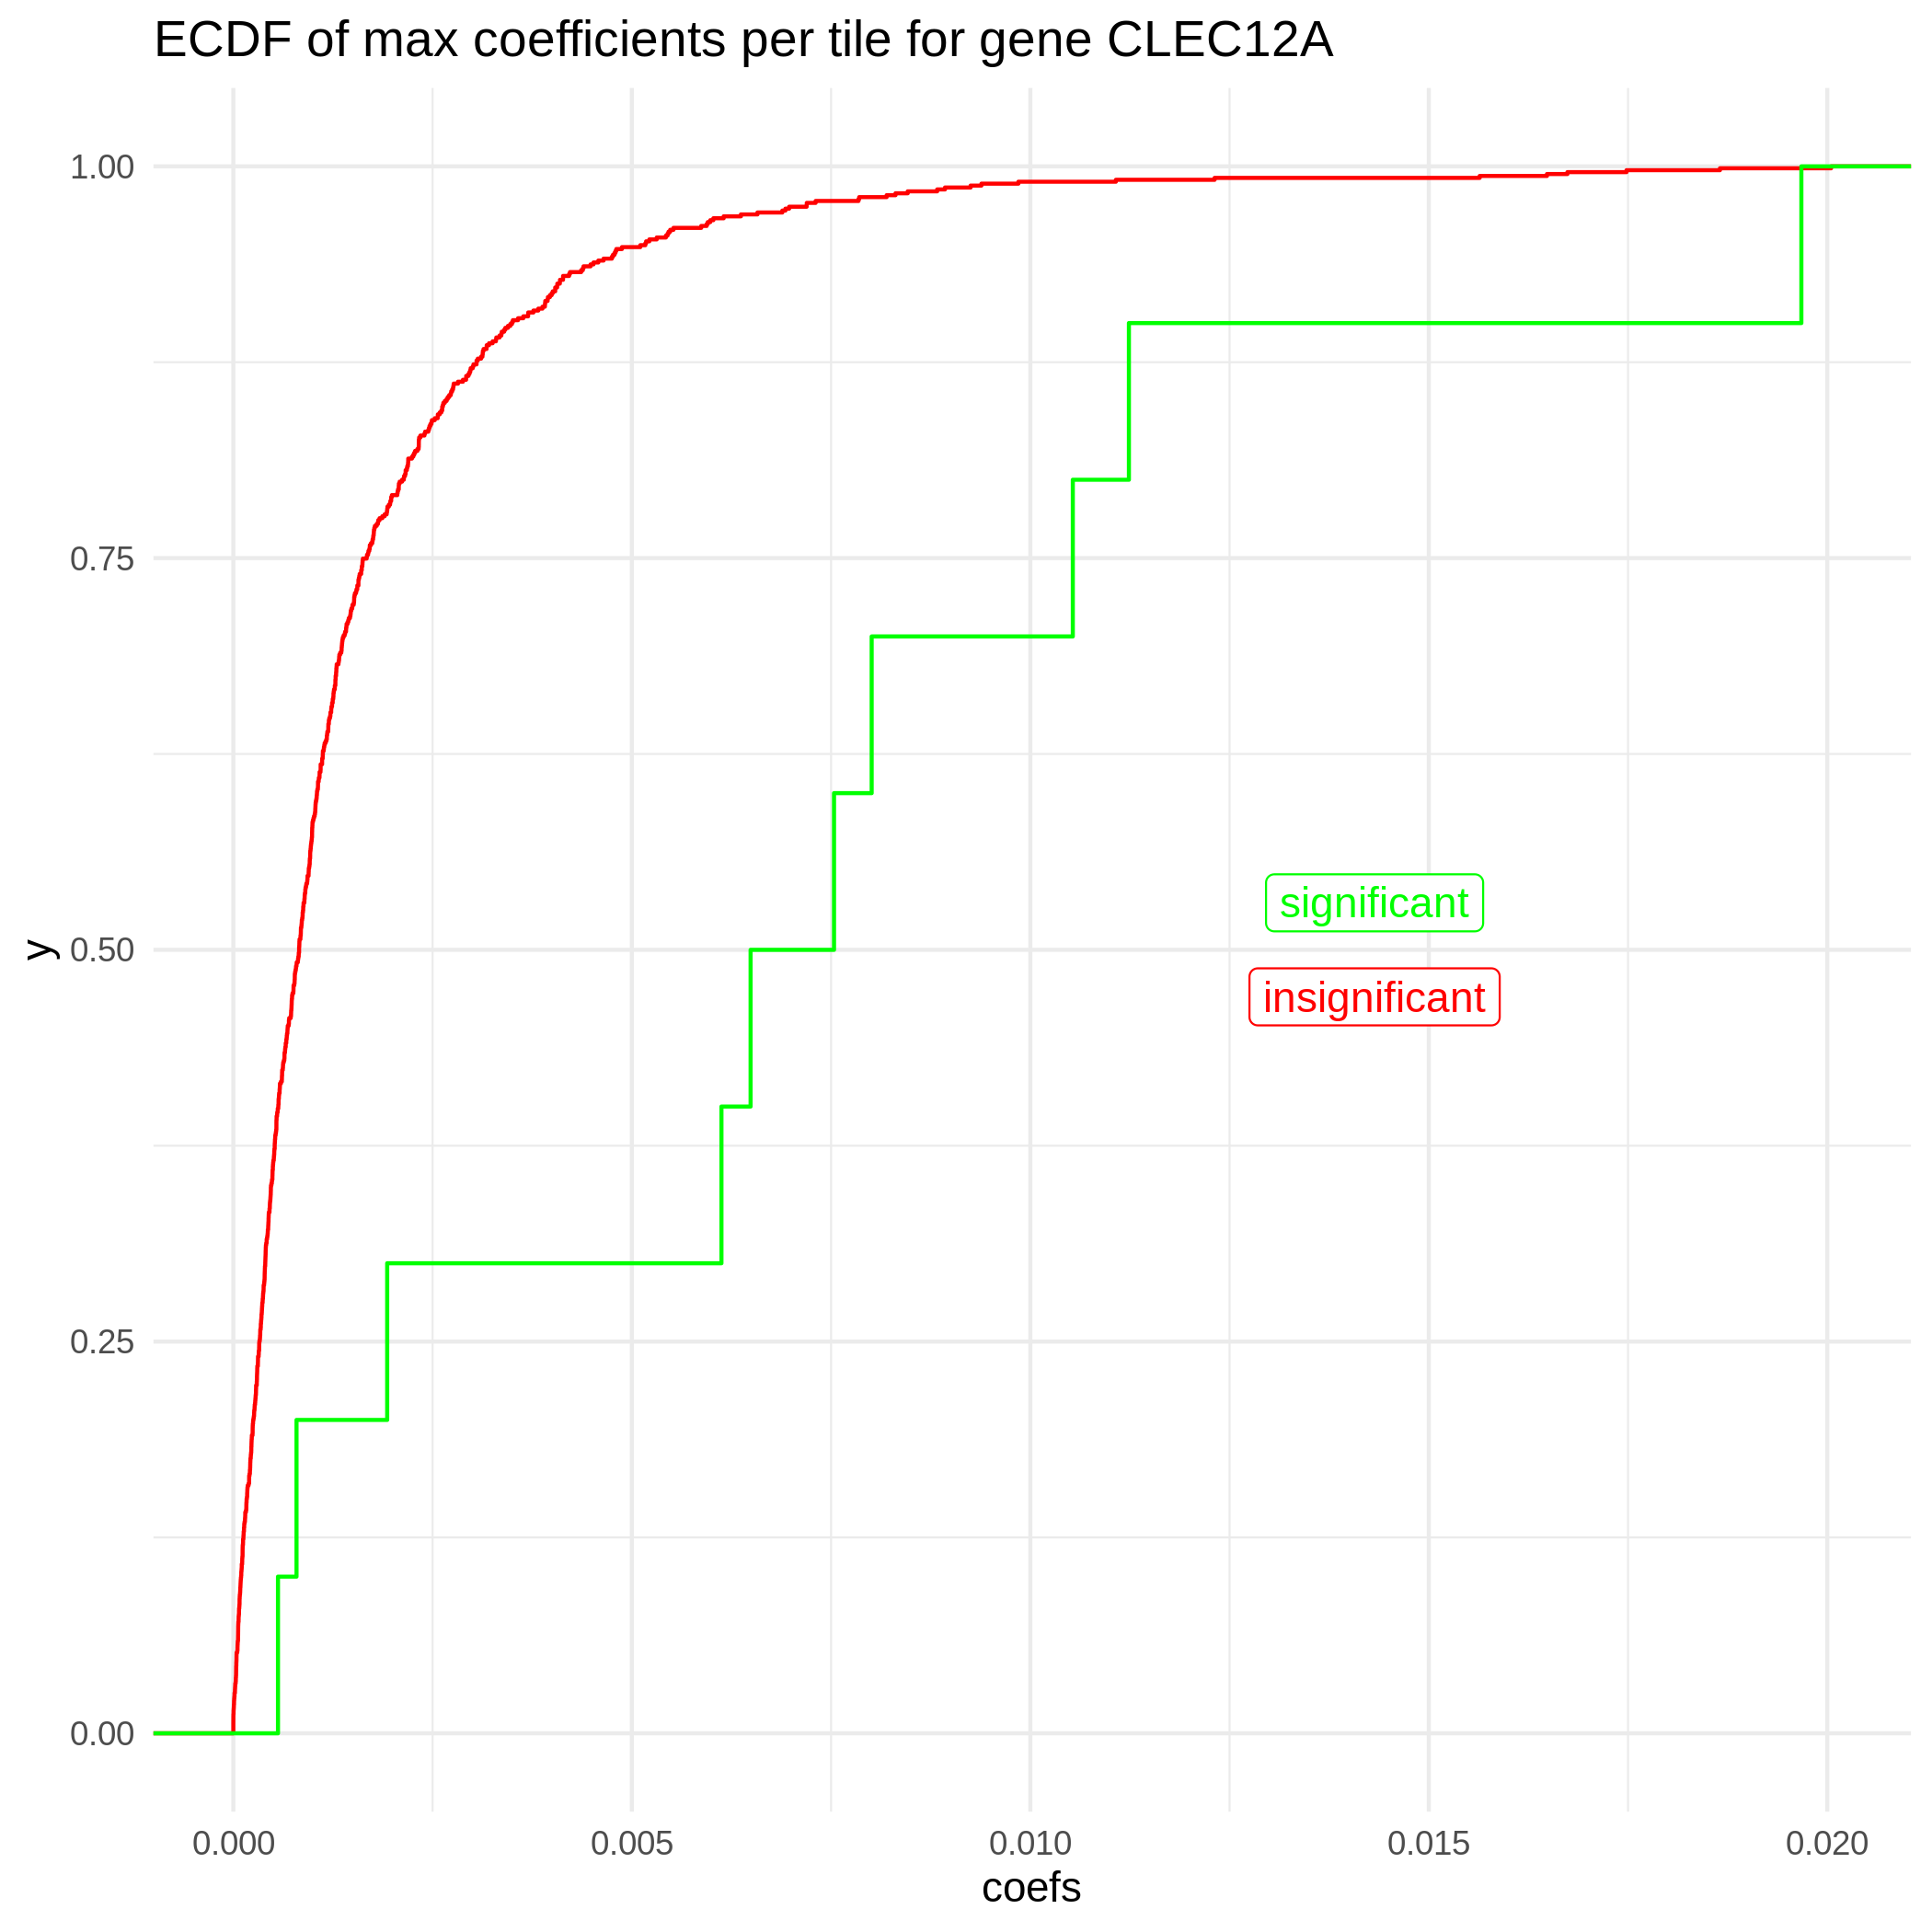 ECDF of max coefficients per tile for gene CLEC12A
1.00
0.75
0.50
0.25
0.00
y
significant
insignificant
0.000 0.005 0.010 0.015 0.020
coefs